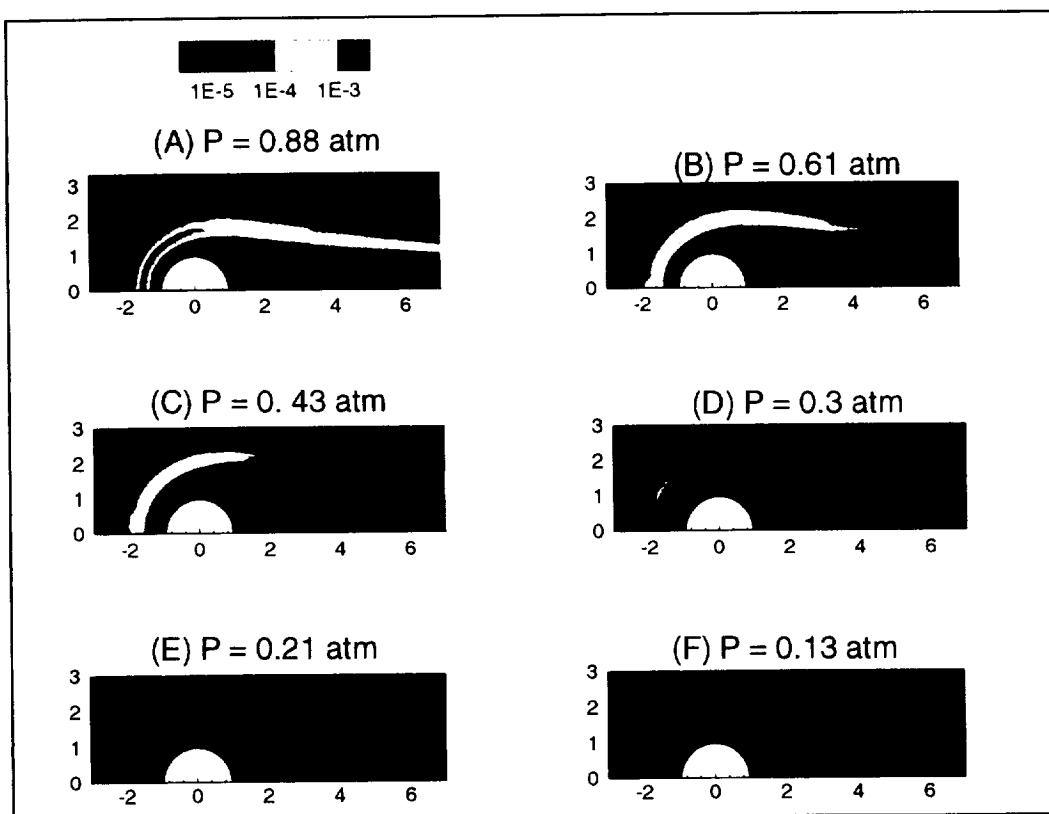 1E-5 1E-4 1E-3
(A) P = 0.88 atm
3
2
1
0
-2 0 2 4 6
(B) P = 0.61 atm
3
2
1
0
-2 0 2 4 6
(C) P = 0. 43 atm
3
2
1
0
-2 0 2 4 6
(D) P = 0.3 atm
3
2
1
0
-2 0 2 4 6
(E) P = 0.21 atm
3
2
1
0
-2 0 2 4 6
(F) P = 0.13 atm
3
2
1
0
-2 0 2 4 6